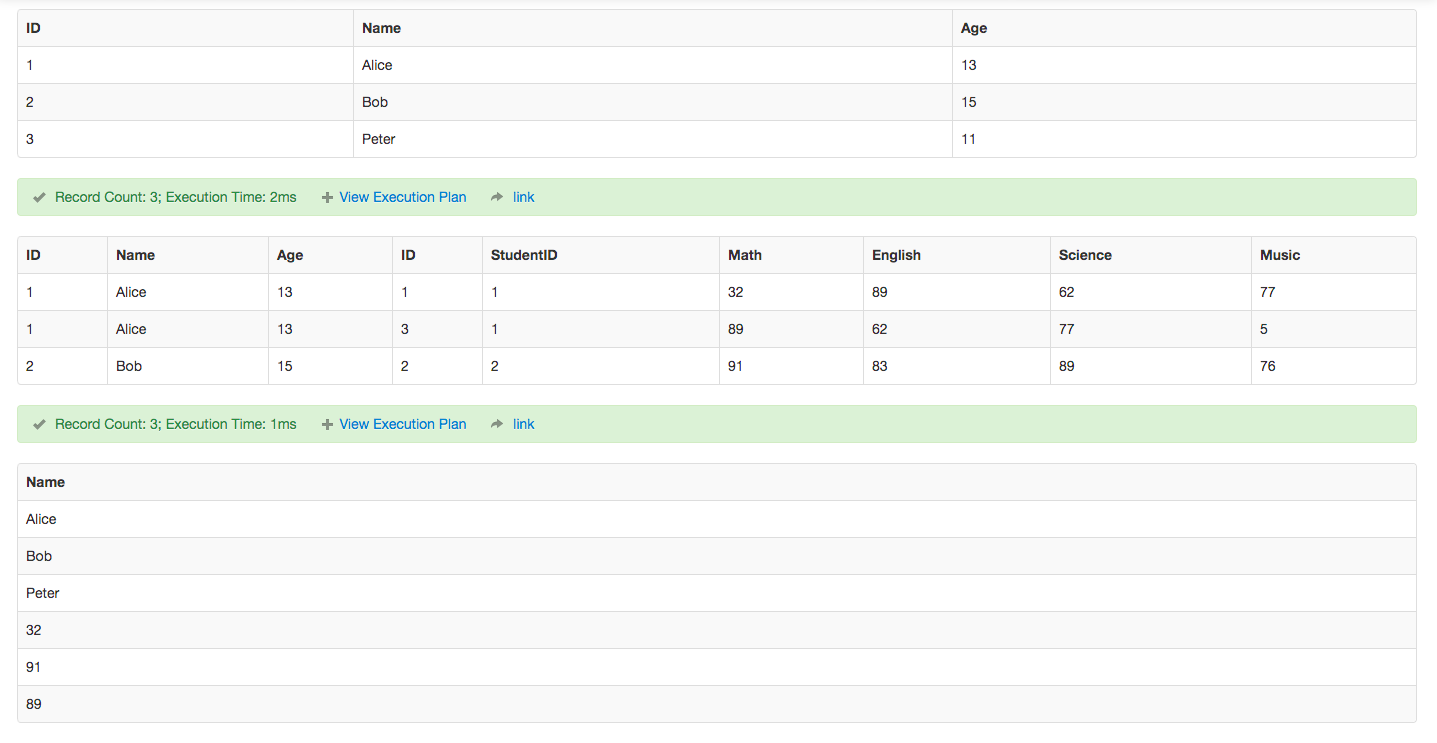 ID Name Age
1 Alice 13
2 Bob 15
3 Peter 11
Record Count: 3; Execution Time: 2ms View Execution Plan link
ID Name Age ID StudentID Math English Science Music
1 Alice 13 1 1 32 89 62 77
1 Alice 13 3 1 89 62 77 5
2 Bob 15 2 2 91 83 89 76
Record Count: 3; Execution Time: 1ms View Execution Plan link
Name
Alice
Bob
Peter
32
91
89